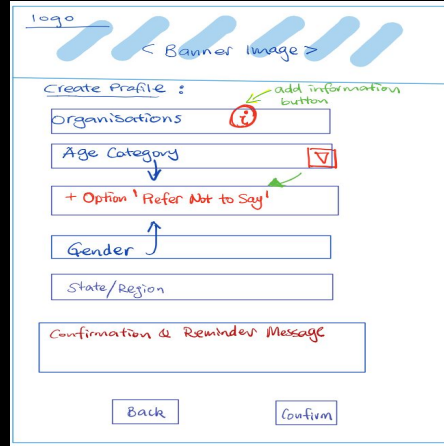 logo
< Banner Image >
Create Profile :
add information
button
Organisations
i
Age Category
+ Option 'Prefer Not to Say'
Gender
State/Region
Confirmation & Reminder Message
Back
Confirm